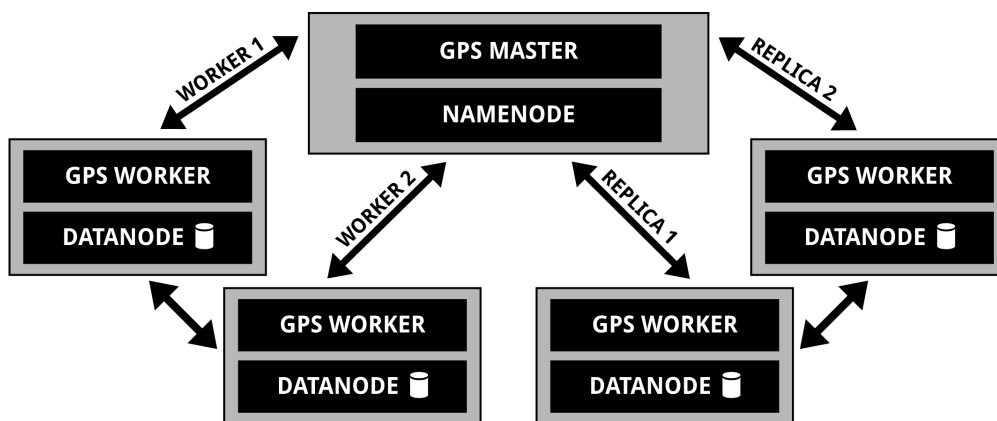 GPS MASTER
NAMENODE
WORKER 1
REPLICA 2
GPS WORKER
DATANODE
GPS WORKER
DATANODE
WORKER 2
REPLICA 1
GPS WORKER
DATANODE
GPS WORKER
DATANODE